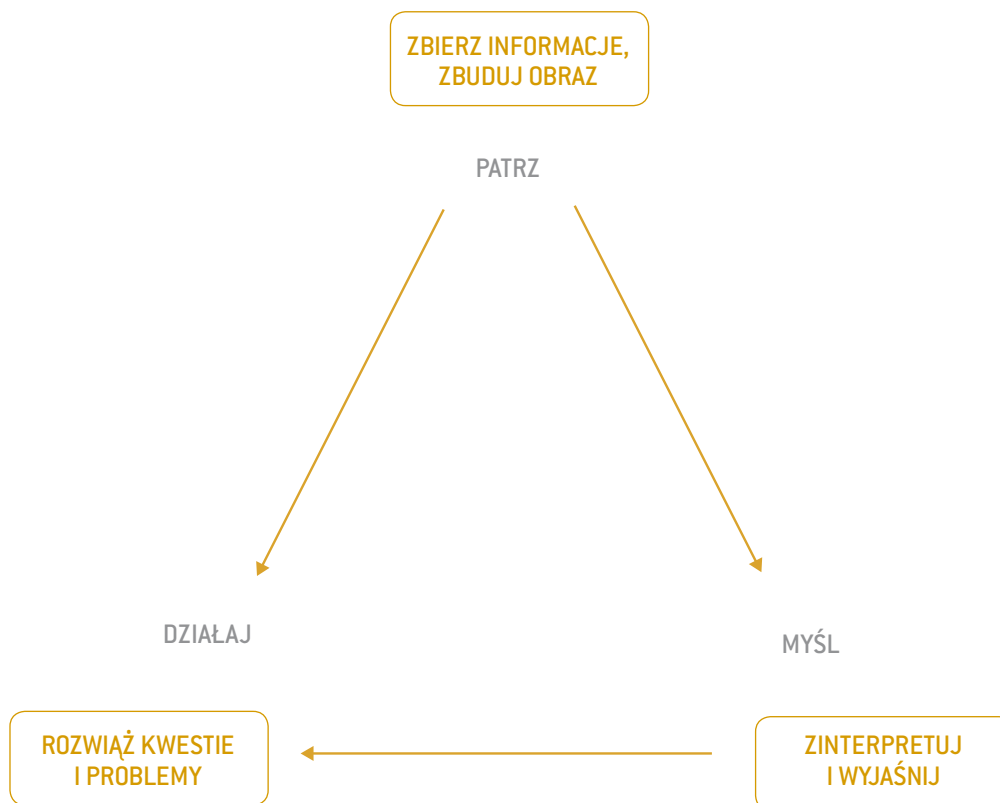 ZBIERZ INFORMACJE,
ZBUDUJ OBRAZ
PATRZ
DZIAŁAJ
MYŚL
ROZWIĄŻ KWESTIE
I PROBLEMY
ZINTERPRETUJ
I WYJAŚNIJ